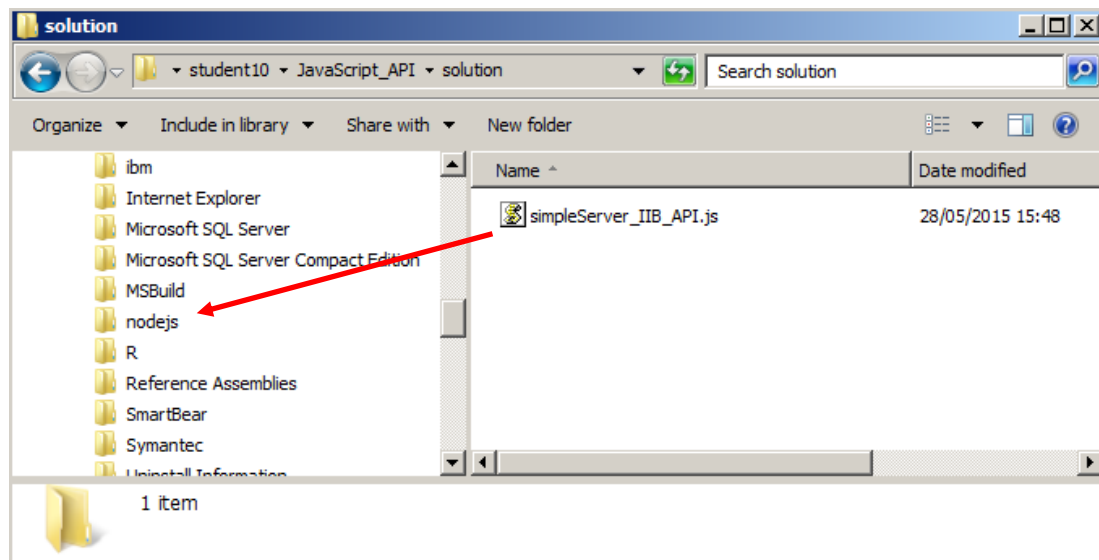 solution
student10 JavaScript_API solution
Search solution
Organize Include in library Share with New folder
ibm
Internet Explorer
Microsoft SQL Server
Microsoft SQL Server Compact Edition
MSBuild
nodejs
R
Reference Assemblies
SmartBear
Symantec
Uninstall Information
Name Date modified
simpleServer_IIB_API.js 28/05/2015 15:48
1 item